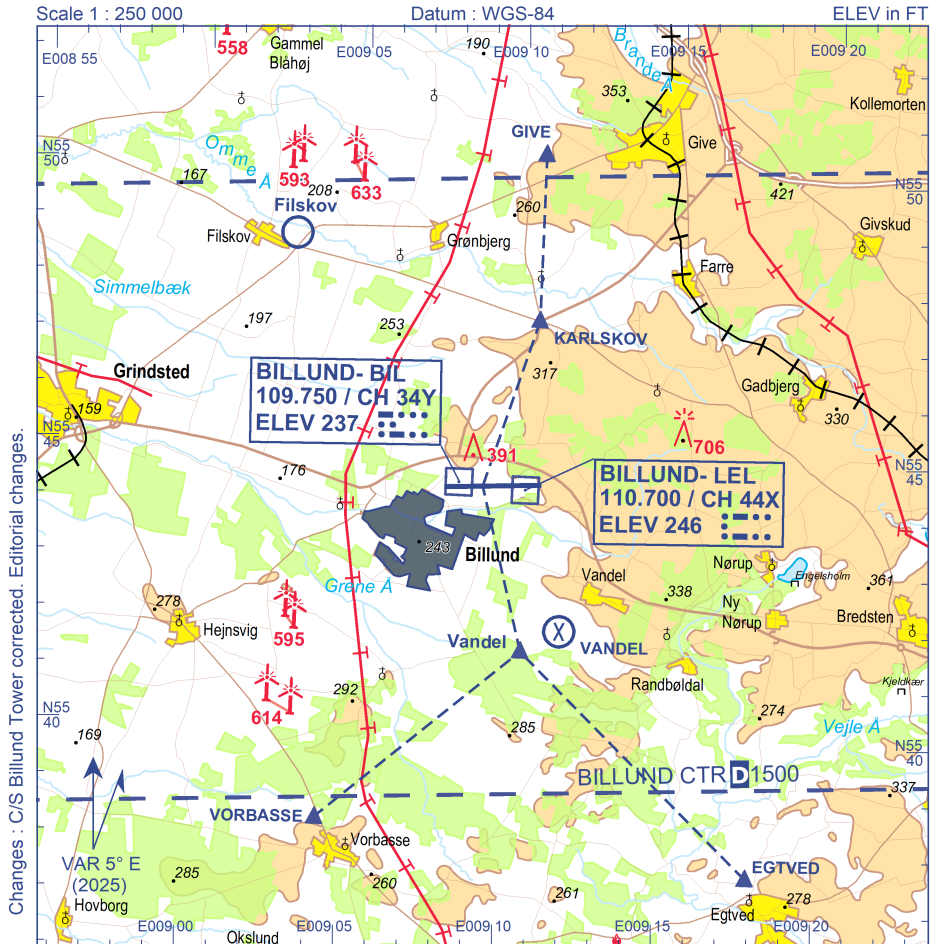 Scale 1 : 250 000
Datum : WGS-84
ELEV in FT
E008 55
558
Gammel
Blåhøj
E009 05
190
E009 10
Brande Å
E009 15
E009 20
353
Kollemorten
GIVE
Give
N55
50
Omme Å
593
633
167
208
421
N55
50
Filskov
Filskov
Grønbjerg
260
Givskud
Farre
Simmelbæk
197
253
KARLSKOV
317
Grindsted
BILLUND- BIL
109.750 / CH 34Y
ELEV 237
Gadbjerg
330
159
N55
45
391
706
N55
45
176
BILLUND- LEL
110.700 / CH 44X
ELEV 246
243
Billund
Grene Å
Vandel
Nørup
Engelsholm
361
338
Ny
Nørup
Bredsten
278
Hejnsvig
595
Vandel
VANDEL
Randbøldal
Kjeldkær
292
614
274
Vejle Å
N55
40
169
285
N55
40
BILLUND CTR D 1500
337
VORBASSE
Vorbasse
VAR 5° E
(2025)
285
260
261
EGTVED
278
Egtved
Hovborg
E009 00
E009 05
E009 10
E009 15
E009 20
Okslund
Changes : C/S Billund Tower corrected. Editorial changes.